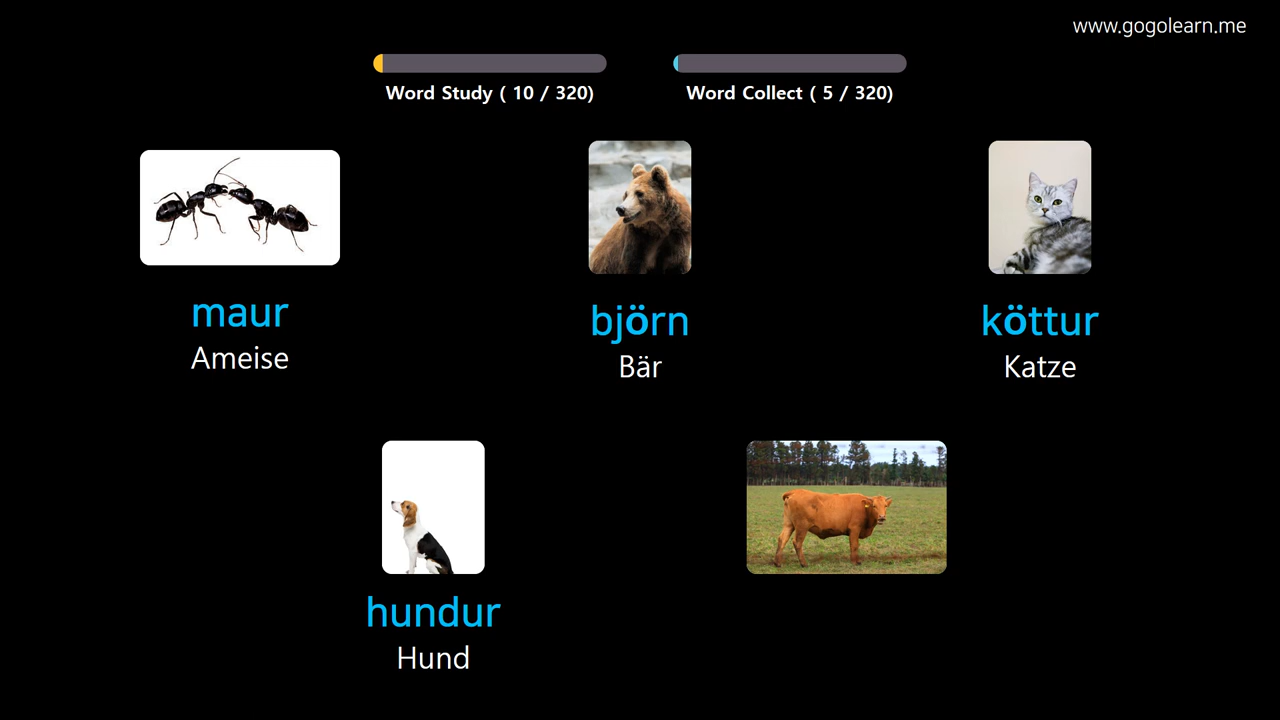 www.gogolearn.me
Word Study ( 10 / 320)
Word Collect ( 5 / 320)
maur
Ameise
björn
Bär
köttur
Katze
hundur
Hund